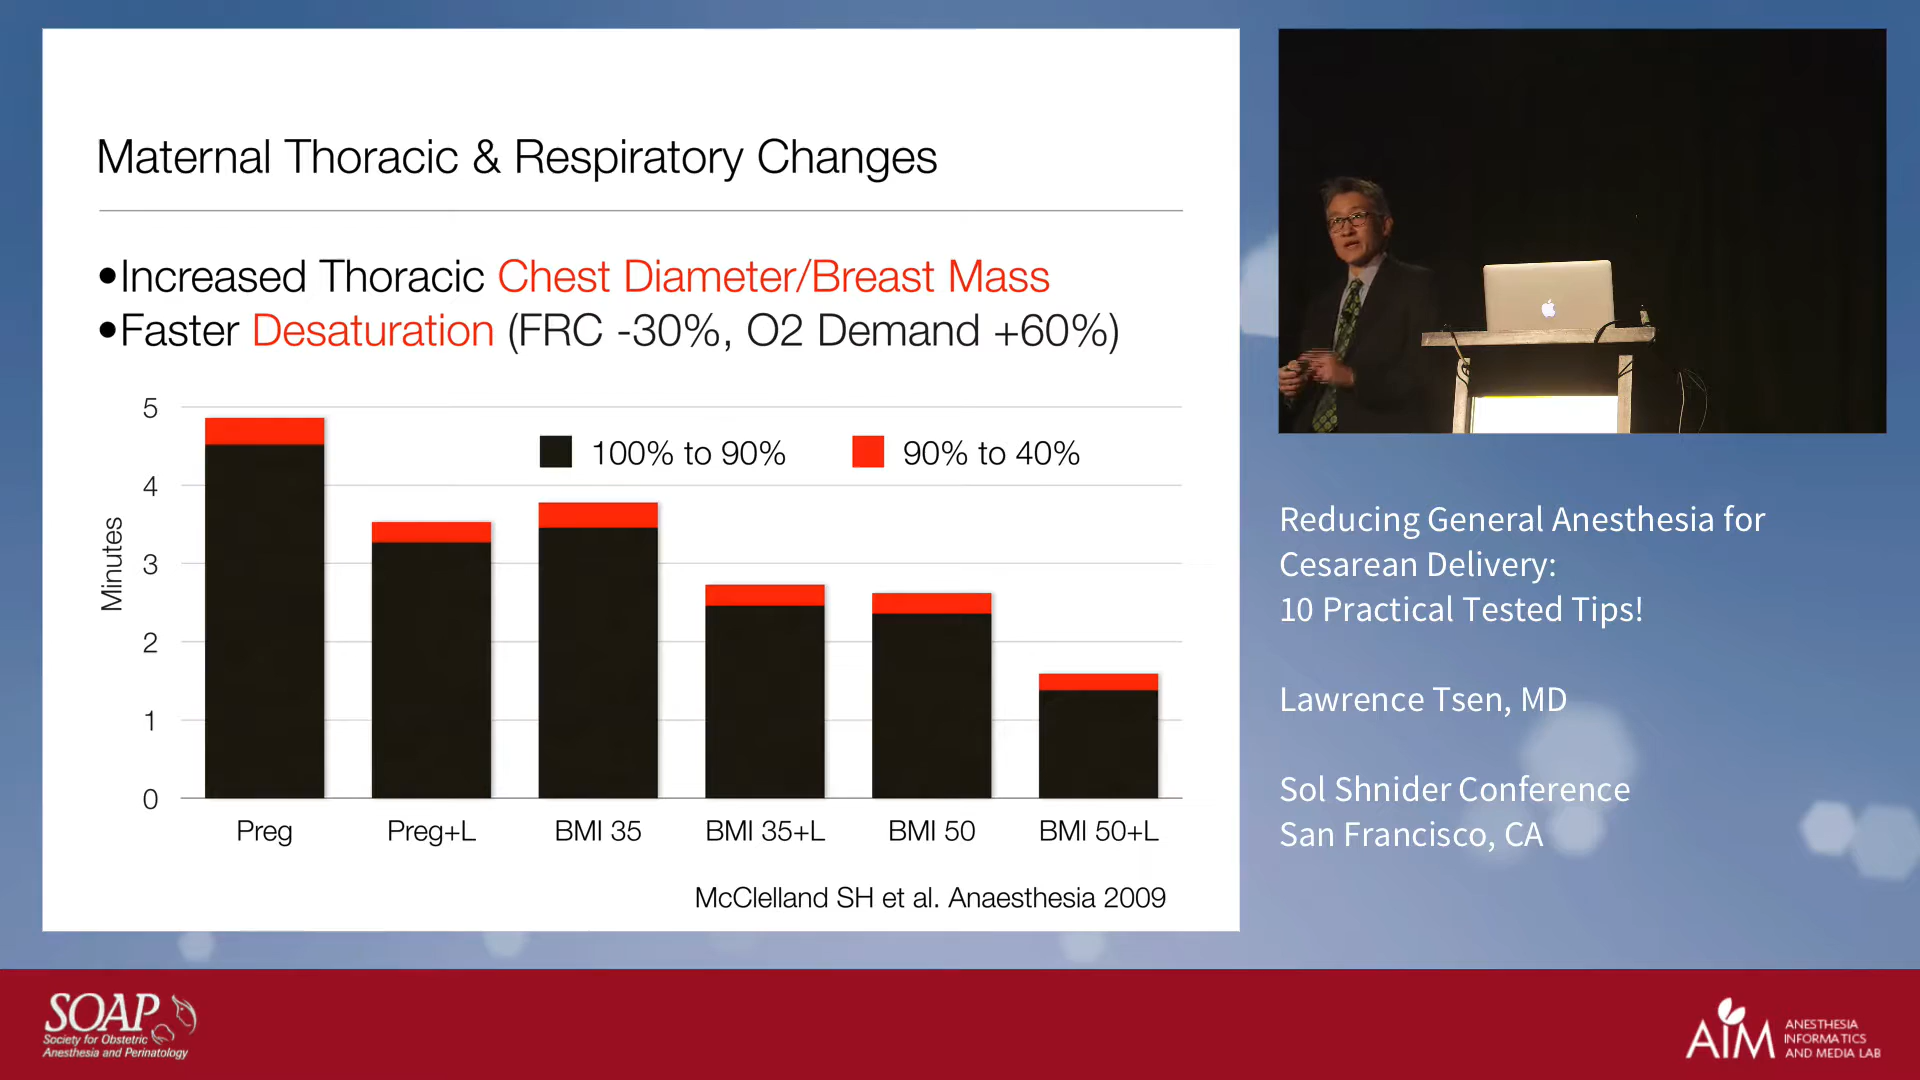 Maternal Thoracic & Respiratory Changes
•Increased Thoracic Chest Diameter/Breast Mass
•Faster Desaturation (FRC -30%, O2 Demand +60%)
5
4
3
2
1
0
Minutes
100% to 90%
90% to 40%
Preg
Preg+L
BMI 35
BMI 35+L
BMI 50
BMI 50+L
McClelland SH et al. Anaesthesia 2009
Reducing General Anesthesia for
Cesarean Delivery:
10 Practical Tested Tips!
Lawrence Tsen, MD
Sol Shnider Conference
San Francisco, CA
SOAP
Society for Obstetric
Anesthesia and Perinatology
AIM
ANESTHESIA
INFORMATICS
AND MEDIA LAB